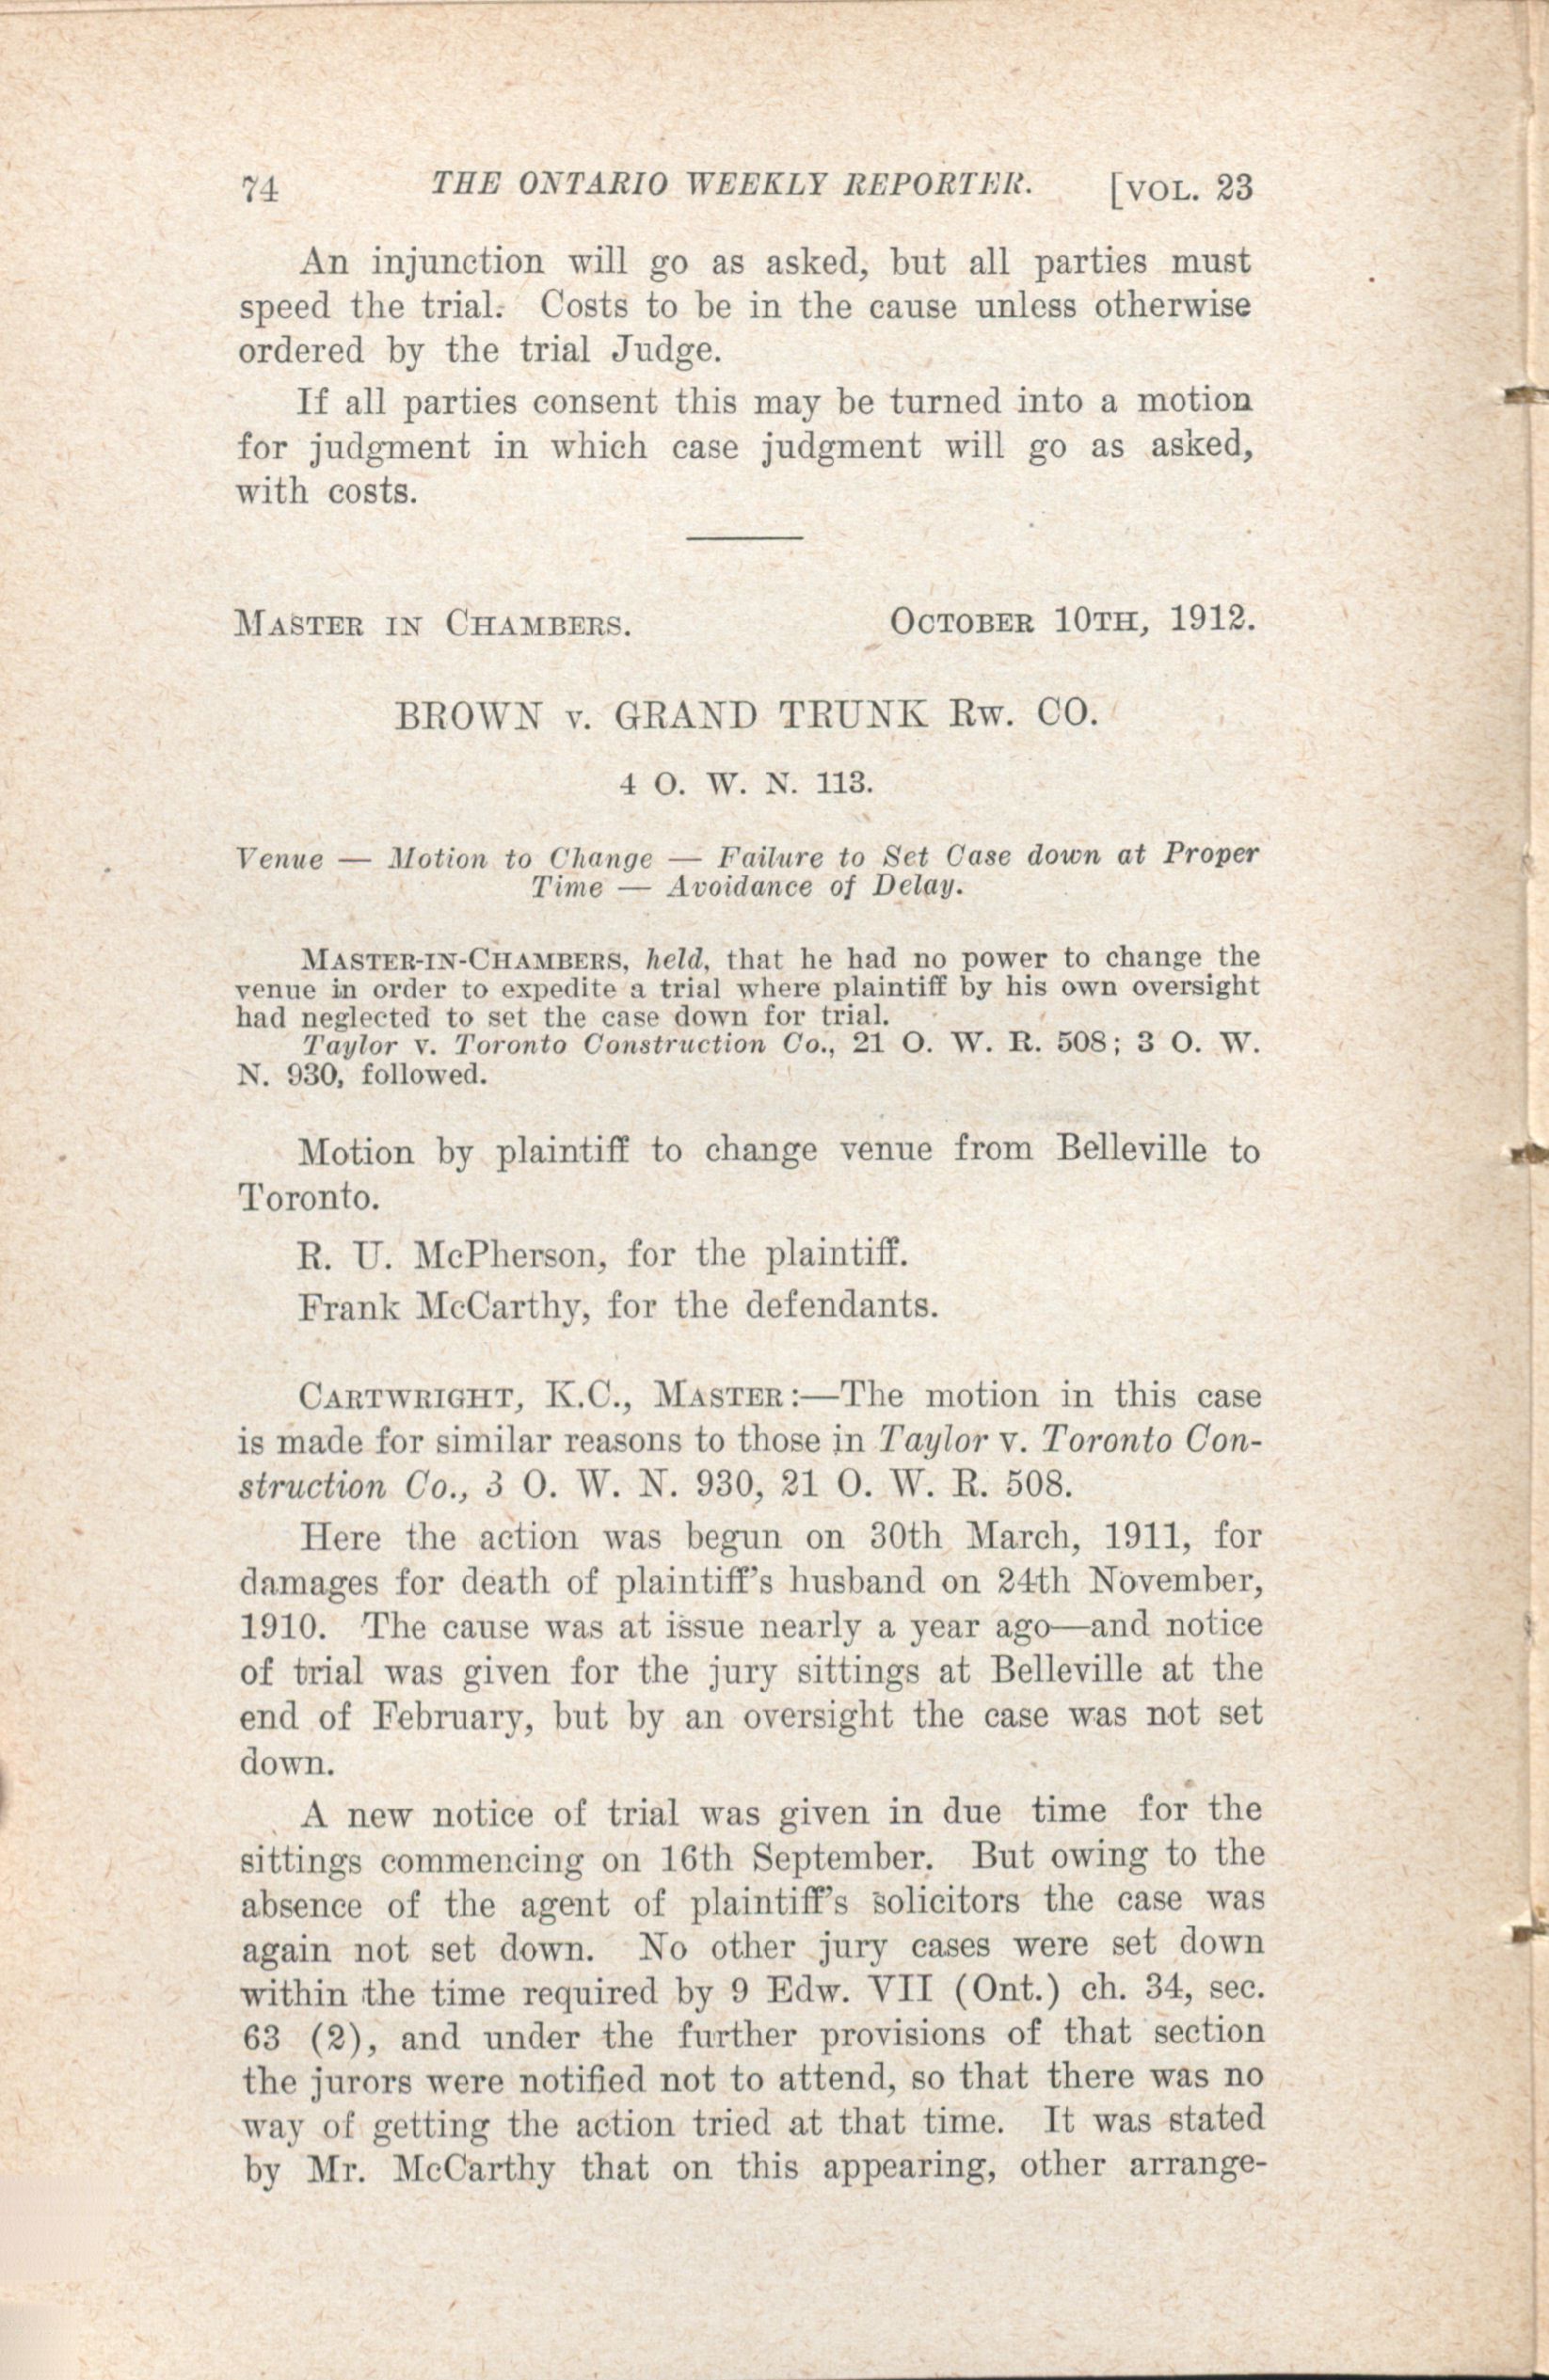 74 THE ONTARIO WEEKLY REPORTER. [VOL. 23
An injunction will go as asked, but all parties must
speed the trial. Costs to be in the cause unless otherwise
ordered by the trial Judge.
If all parties consent this may be turned into a motion
for judgment in which case judgment will go as asked,
with costs.
MASTER IN CHAMBERS. OCTOBER 10TH, 1912.
BROWN v. GRAND TRUNK RW. CO.
4 O. W. N. 113.
Venue — Motion to Change — Failure to Set Case down at Proper
Time — Avoidance of Delay.
MASTER-IN-CHAMBERS, held, that he had no power to change the
venue in order to expedite a trial where plaintiff by his own oversight
had neglected to set the case down for trial.
Taylor v. Toronto Construction Co., 21 O. W. R. 508; 3 O. W.
N. 930, followed.
Motion by plaintiff to change venue from Belleville to
Toronto.
R. U. McPherson, for the plaintiff.
Frank McCarthy, for the defendants.
CARTWRIGHT, K.C., MASTER:—The motion in this case
is made for similar reasons to those in Taylor v. Toronto Con-
struction Co., 3 O. W. N. 930, 21 O. W. R. 508.
Here the action was begun on 30th March, 1911, for
damages for death of plaintiff's husband on 24th November,
1910. The cause was at issue nearly a year ago—and notice
of trial was given for the jury sittings at Belleville at the
end of February, but by an oversight the case was not set
down.
A new notice of trial was given in due time for the
sittings commencing on 16th September. But owing to the
absence of the agent of plaintiff's solicitors the case was
again not set down. No other jury cases were set down
within the time required by 9 Edw. VII (Ont.) ch. 34, sec.
63 (2), and under the further provisions of that section
the jurors were notified not to attend, so that there was no
way of getting the action tried at that time. It was stated
by Mr. McCarthy that on this appearing, other arrange-